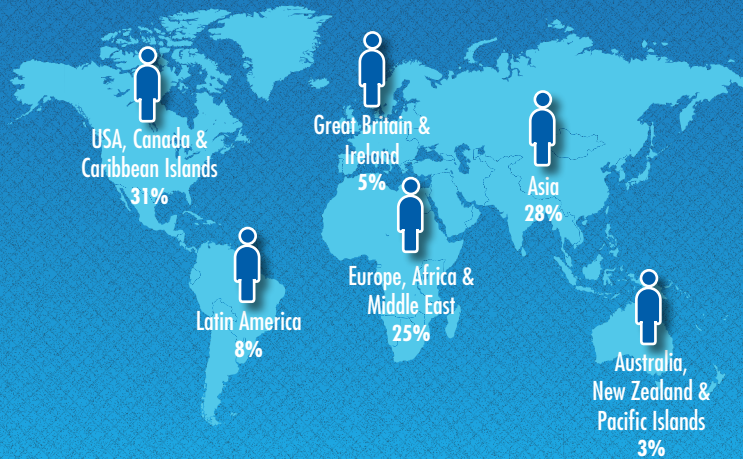 USA, Canada &
Caribbean Islands
31%
Great Britain &
Ireland
5%
Asia
28%
Europe, Africa &
Middle East
25%
Latin America
8%
Australia,
New Zealand &
Pacific Islands
3%